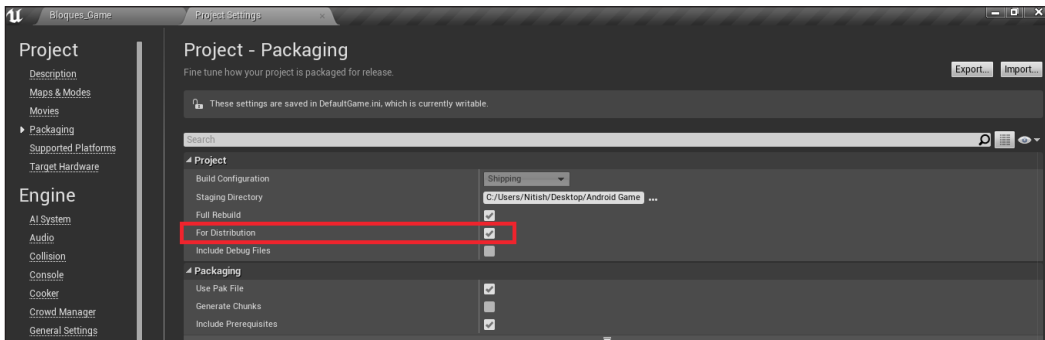 Bloques_Game
Project Settings
Project
Description
Maps & Modes
Movies
Packaging
Supported Platforms
Target Hardware
Engine
AI System
Audio
Collision
Console
Cooker
Crowd Manager
General Settings
Project - Packaging
Fine tune how your project is packaged for release.
Export...
Import...
These settings are saved in DefaultGame.ini, which is currently writable.
Search
Project
Build Configuration
Shipping
Staging Directory
C:/Users/Nitish/Desktop/Android Game
...
Full Rebuild
For Distribution
Include Debug Files
Packaging
Use Pak File
Generate Chunks
Include Prerequisites